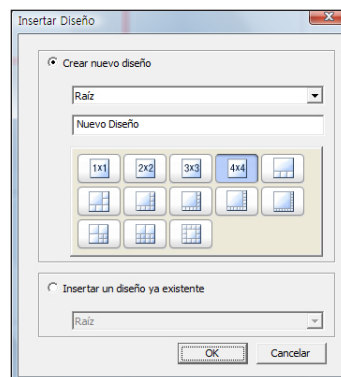 Insertar Diseño
Crear nuevo diseño
Raíz
Nuevo Diseño
1x1 2x2 3x3 4x4
Insertar un diseño ya existente
Raíz
OK Cancelar